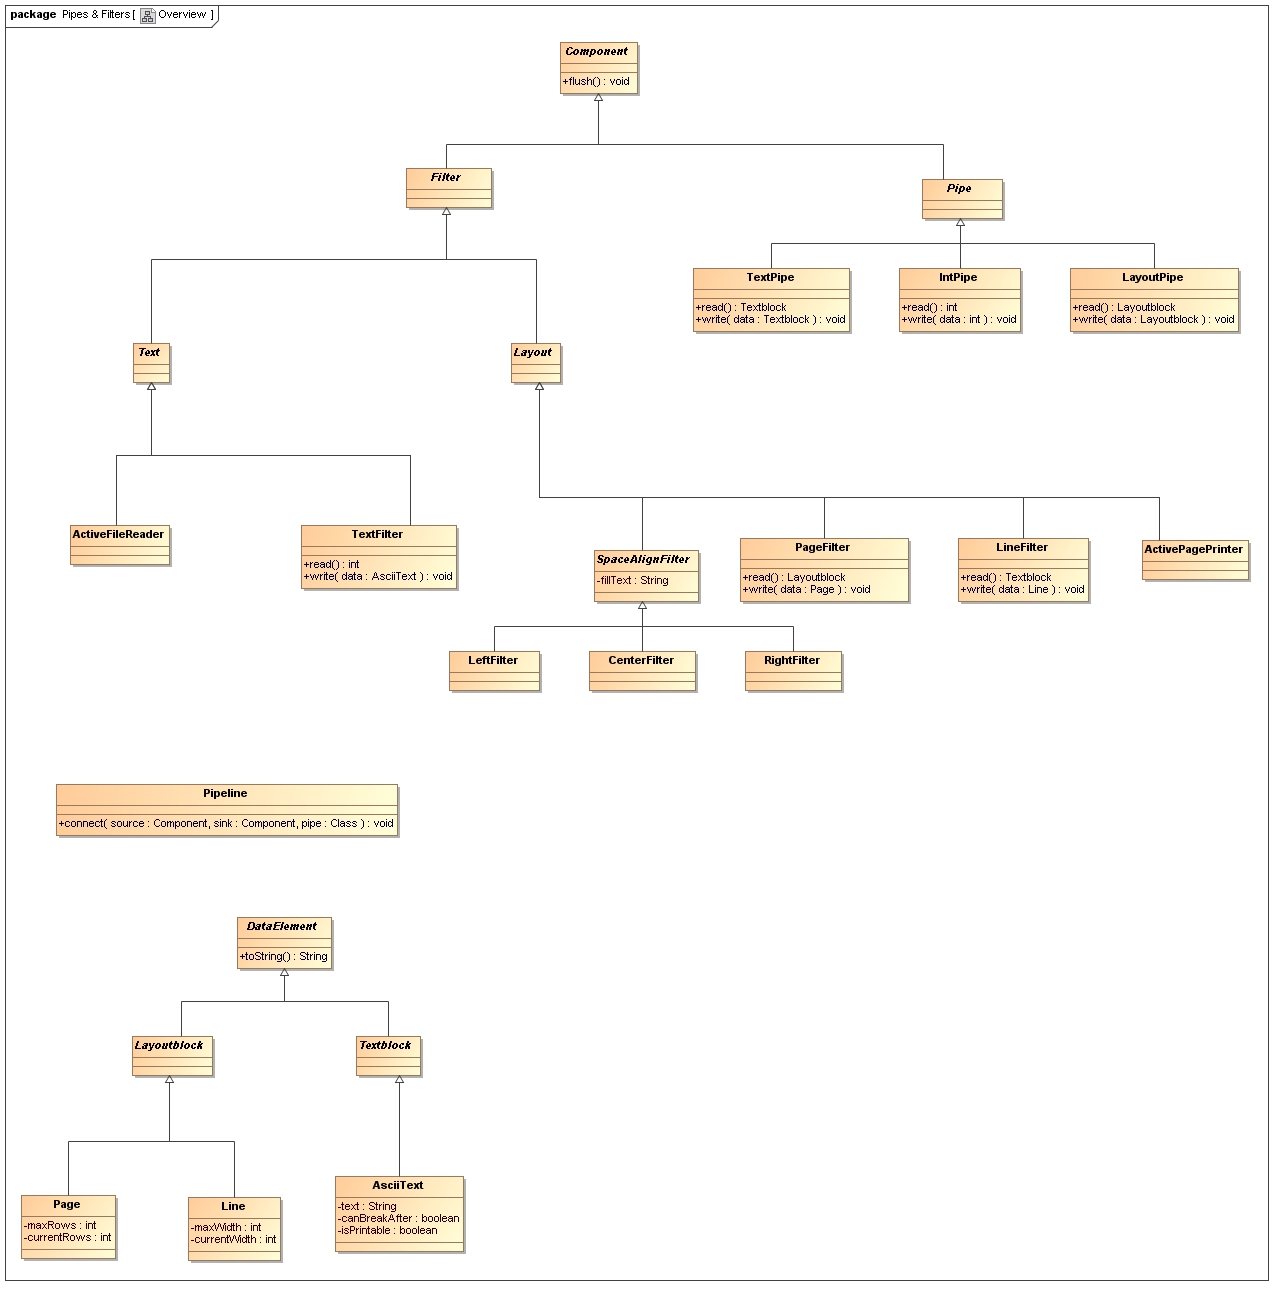 package Pipes & Filters [ Overview ]
Component
+flush() : void
Filter
Pipe
TextPipe
+read() : Textblock
+write( data : Textblock ) : void
IntPipe
+read() : int
+write( data : int ) : void
LayoutPipe
+read() : Layoutblock
+write( data : Layoutblock ) : void
Text
Layout
ActiveFileReader
TextFilter
+read() : int
+write( data : AsciiText ) : void
SpaceAlignFilter
-fillText : String
PageFilter
+read() : Layoutblock
+write( data : Page ) : void
LineFilter
+read() : Textblock
+write( data : Line ) : void
ActivePagePrinter
LeftFilter
CenterFilter
RightFilter
Pipeline
+connect( source : Component, sink : Component, pipe : Class ) : void
DataElement
+toString() : String
Layoutblock
Textblock
Page
-maxRows : int
-currentRows : int
Line
-maxWidth : int
-currentWidth : int
AsciiText
-text : String
-canBreakAfter : boolean
-isPrintable : boolean